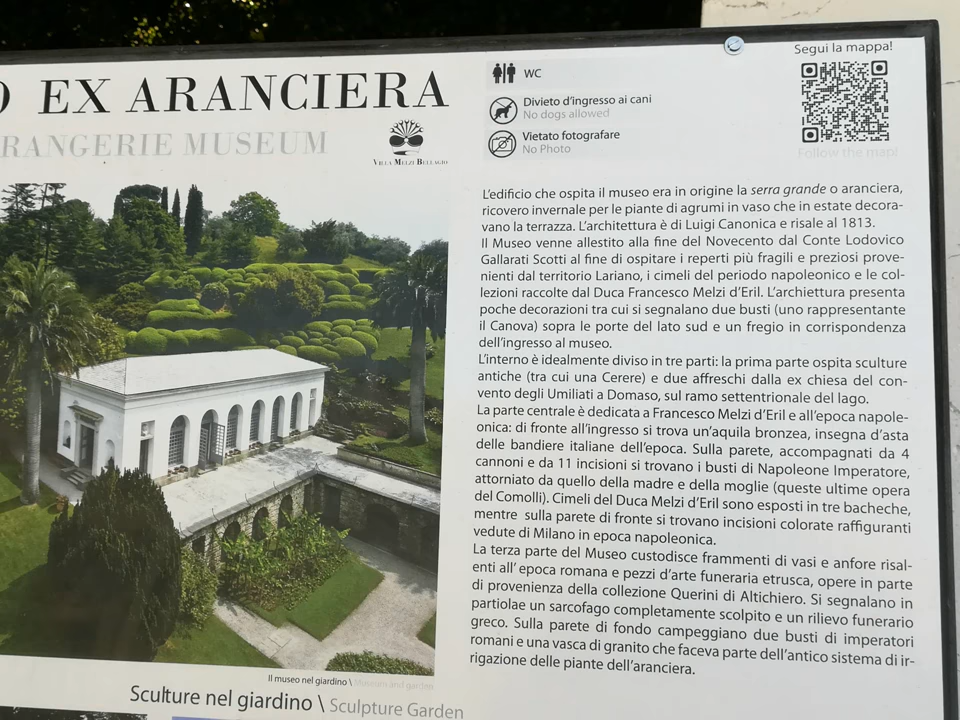 EX ARANCIERA
RANGERIE MUSEUM
VILLA MELZI BELLAGIO
WC
Divieto d'ingresso ai cani
No dogs allowed
Vietato fotografare
No Photo
Segui la mappa!
Follow the map!
L'edificio che ospita il museo era in origine la serra grande o aranciera,
ricovero invernale per le piante di agrumi in vaso che in estate decora-
vano la terrazza. L'architettura è di Luigi Canonica e risale al 1813.
Il Museo venne allestito alla fine del Novecento dal Conte Lodovico
Gallarati Scotti al fine di ospitare i reperti più fragili e preziosi prove-
nienti dal territorio Lariano, i cimeli del periodo napoleonico e le col-
lezioni raccolte dal Duca Francesco Melzi d'Eril. L'archiettura presenta
poche decorazioni tra cui si segnalano due busti (uno rappresentante
il Canova) sopra le porte del lato sud e un fregio in corrispondenza
dell'ingresso al museo.
L'interno è idealmente diviso in tre parti: la prima parte ospita sculture
antiche (tra cui una Cerere) e due affreschi dalla ex chiesa del con-
vento degli Umiliati a Domaso, sul ramo settentrionale del lago.
La parte centrale è dedicata a Francesco Melzi d'Eril e all'epoca napole-
onica: di fronte all'ingresso si trova un'aquila bronzea, insegna d'asta
delle bandiere italiane dell'epoca. Sulla parete, accompagnati da 4
cannoni e da 11 incisioni si trovano i busti di Napoleone Imperatore,
attorniato da quello della madre e della moglie (queste ultime opera
del Comolli). Cimeli del Duca Melzi d'Eril sono esposti in tre bacheche,
mentre sulla parete di fronte si trovano incisioni colorate raffiguranti
vedute di Milano in epoca napoleonica.
La terza parte del Museo custodisce frammenti di vasi e anfore risal-
enti all' epoca romana e pezzi d'arte funeraria etrusca, opere in parte
di provenienza della collezione Querini di Altichiero. Si segnalano in
partiolae un sarcofago completamente scolpito e un rilievo funerario
greco. Sulla parete di fondo campeggiano due busti di imperatori
romani e una vasca di granito che faceva parte dell'antico sistema di ir-
rigazione delle piante dell'aranciera.
Il museo nel giardino \ Museum and garden
Sculture nel giardino \ Sculpture Garden